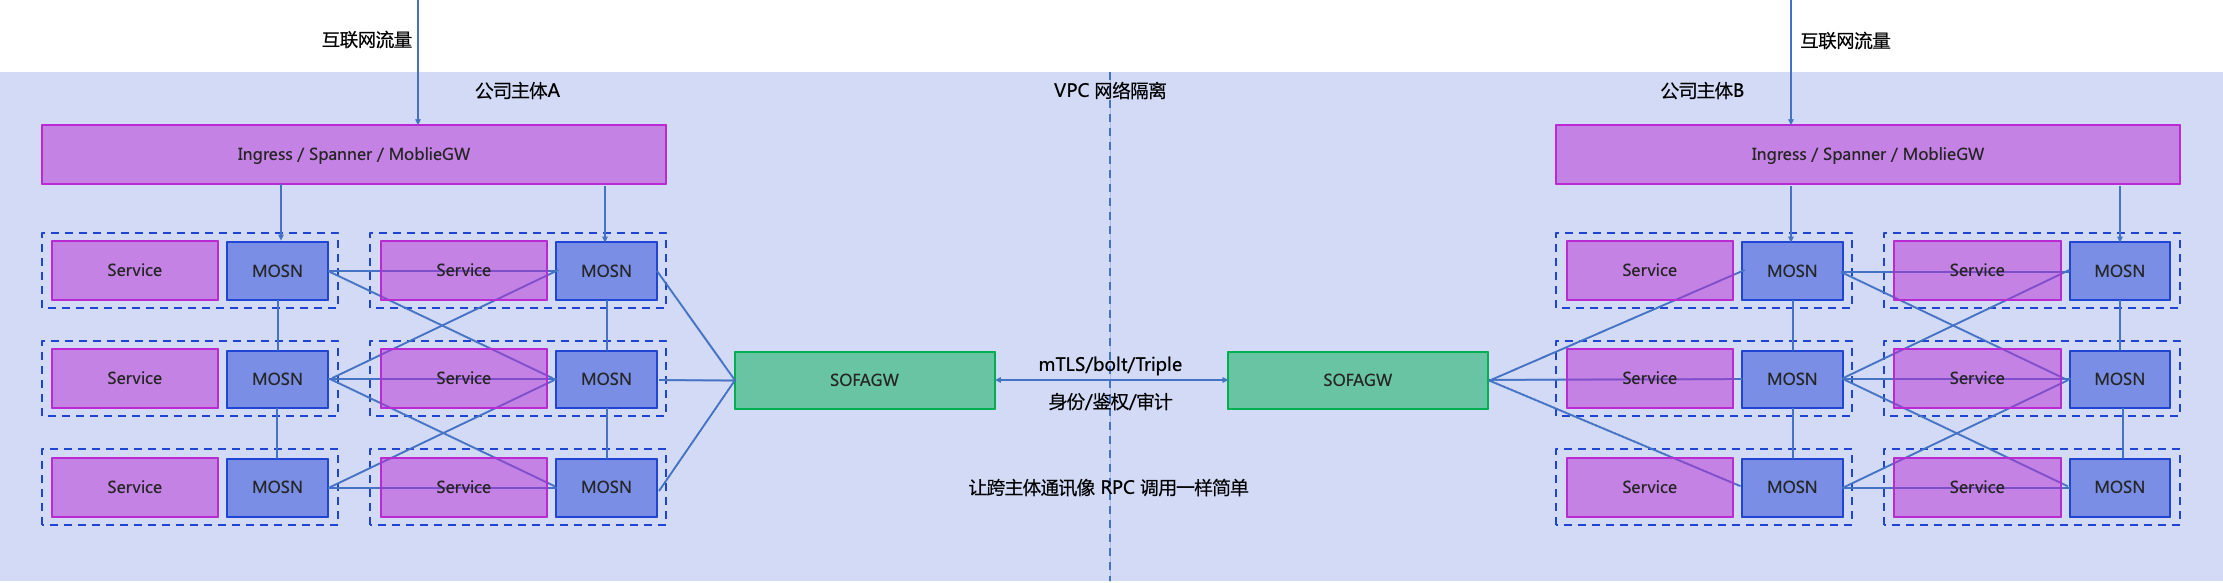 互联网流量
互联网流量
公司主体A
VPC 网络隔离
公司主体B
Ingress / Spanner / MoblieGW
Ingress / Spanner / MoblieGW
Service
MOSN
Service
MOSN
Service
MOSN
Service
MOSN
Service
MOSN
Service
MOSN
SOFAGW
mTLS/bolt/Triple
身份/鉴权/审计
SOFAGW
Service
MOSN
Service
MOSN
Service
MOSN
Service
MOSN
让跨主体通讯像 RPC 调用一样简单
Service
MOSN
Service
MOSN